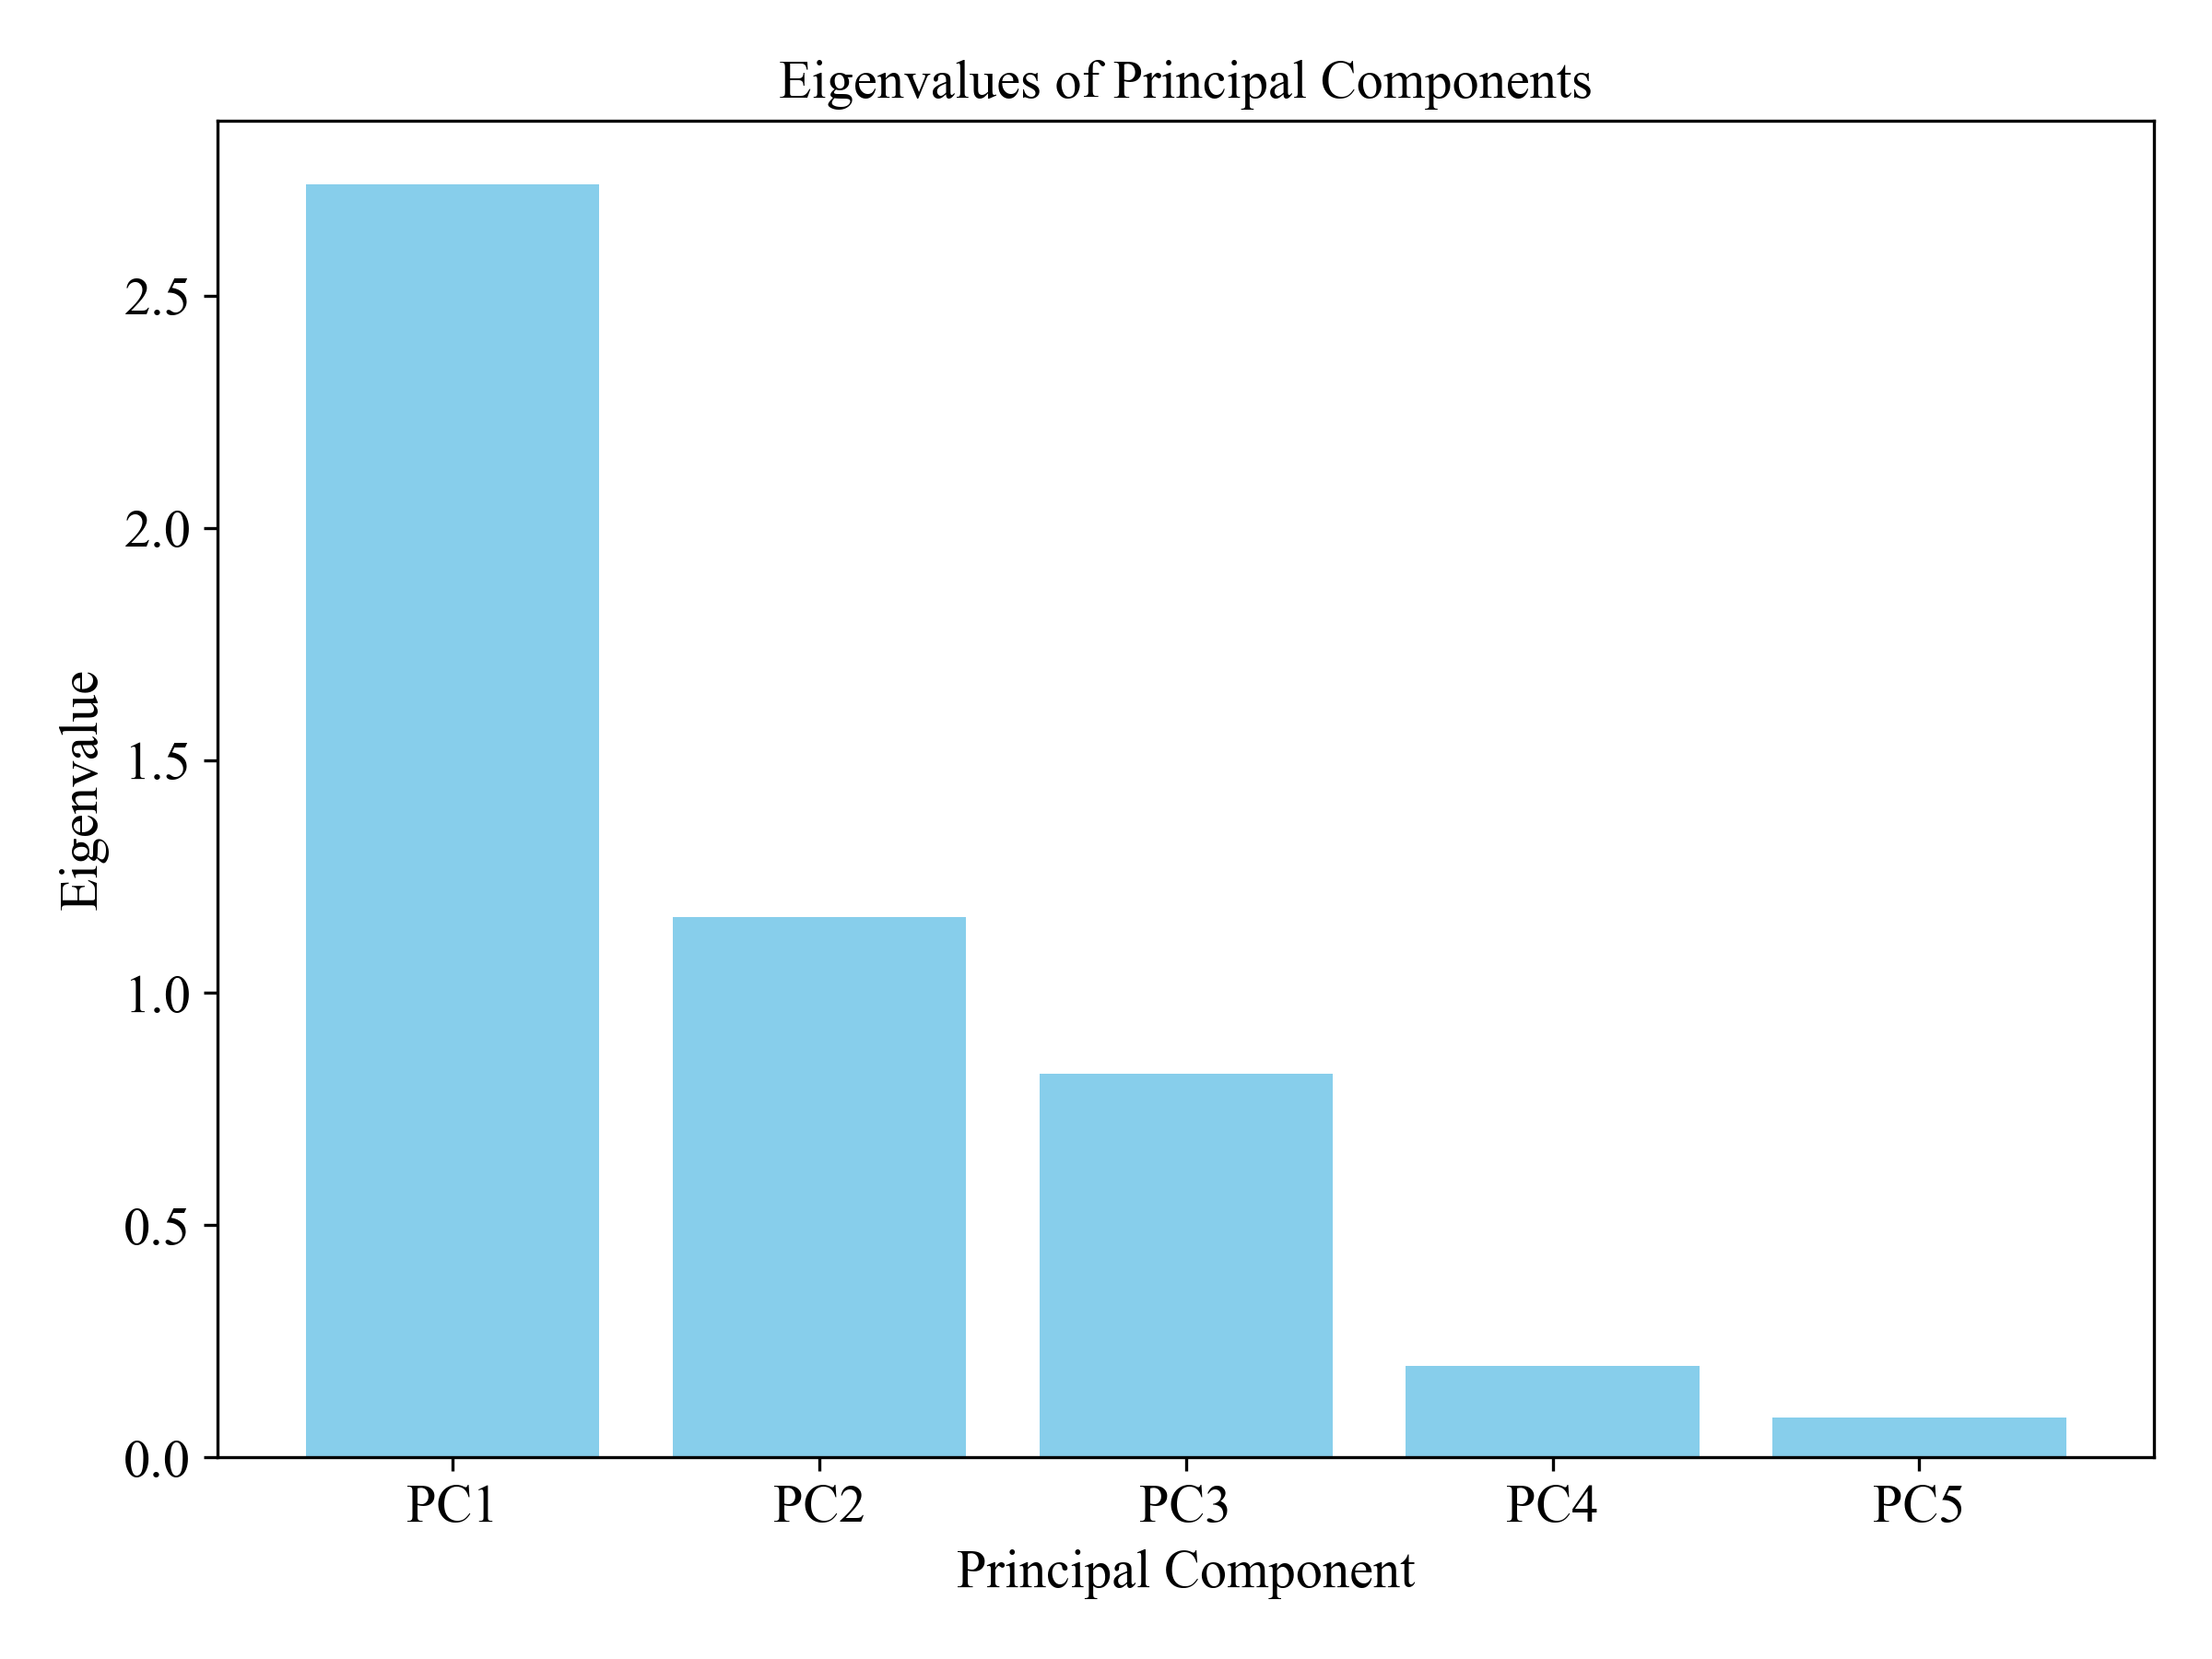 Eigenvalues of Principal Components
Eigenvalue
2.5
2.0
1.5
1.0
0.5
0.0
PC1 PC2 PC3 PC4 PC5
Principal Component